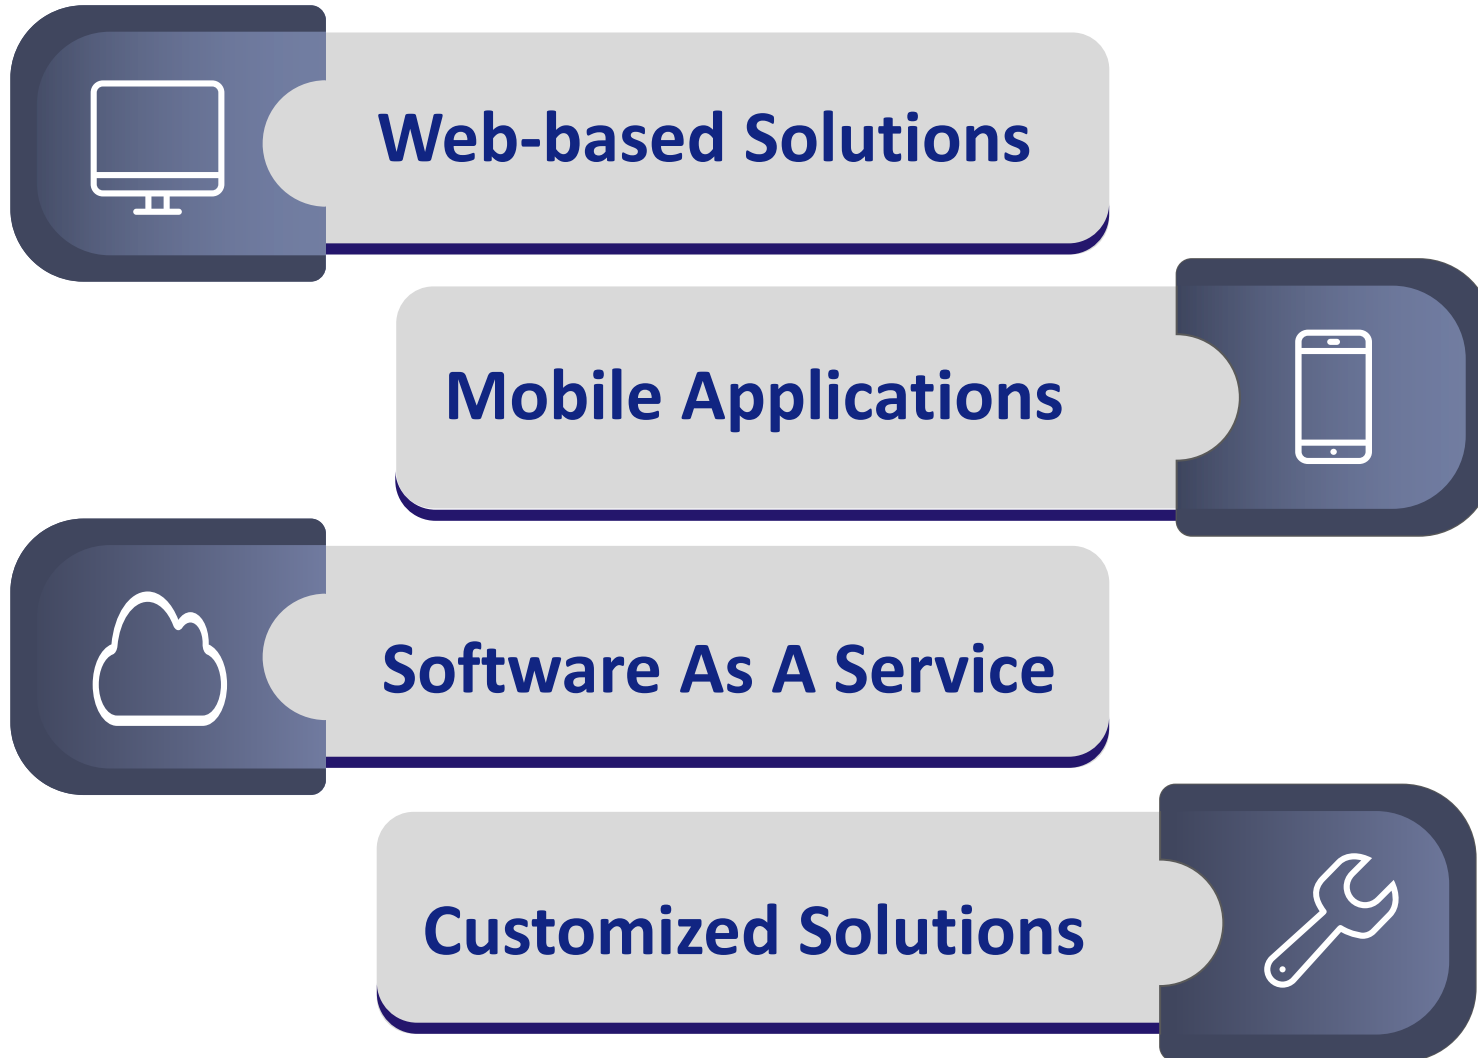 Web-based Solutions
Mobile Applications
Software As A Service
Customized Solutions